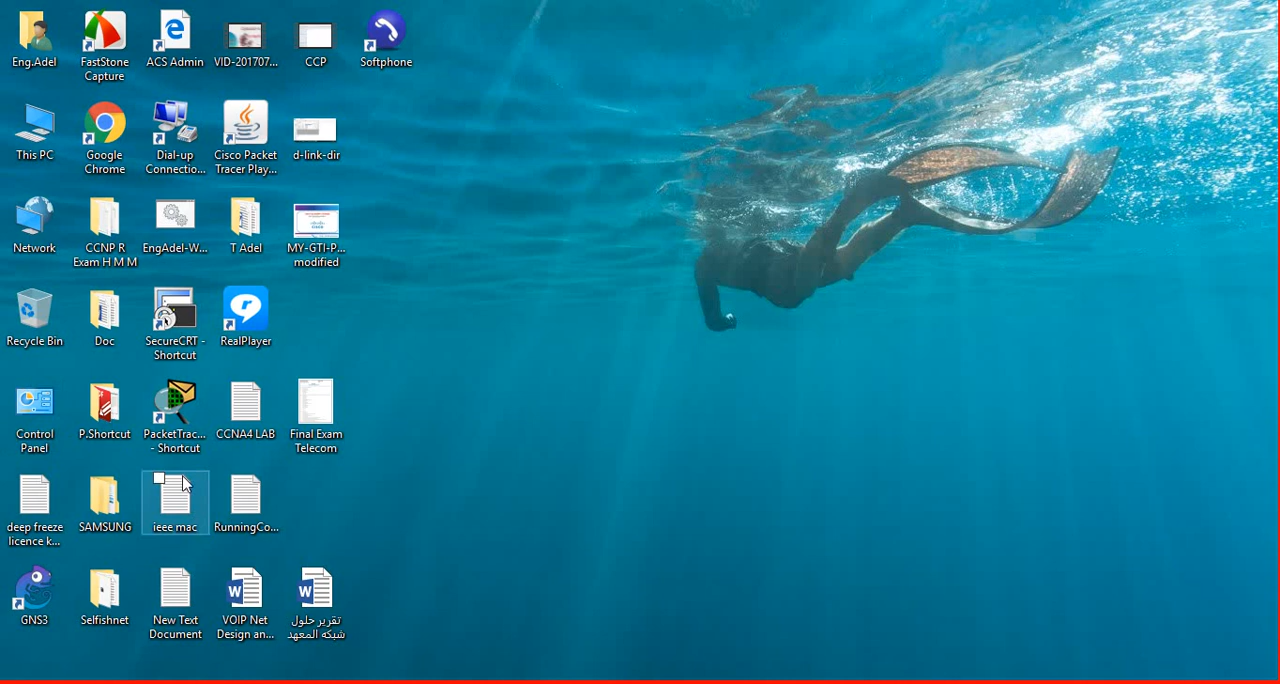 Eng.Adel
FastStone
Capture
ACS Admin
VID-201707...
CCP
Softphone
This PC
Google
Chrome
Dial-up
Connectio...
Cisco Packet
Tracer Play...
d-link-dir
Network
CCNP R
Exam H M M
EngAdel-W...
T Adel
MY-GTI-P...
modified
Recycle Bin
Doc
SecureCRT -
Shortcut
RealPlayer
Control
Panel
P.Shortcut
PacketTrac...
- Shortcut
CCNA4 LAB
Final Exam
Telecom
deep freeze
licence k...
SAMSUNG
ieee mac
RunningCo...
GNS3
Selfishnet
New Text
Document
VOIP Net
Design an...
تقرير حلول
شبكه المعهد